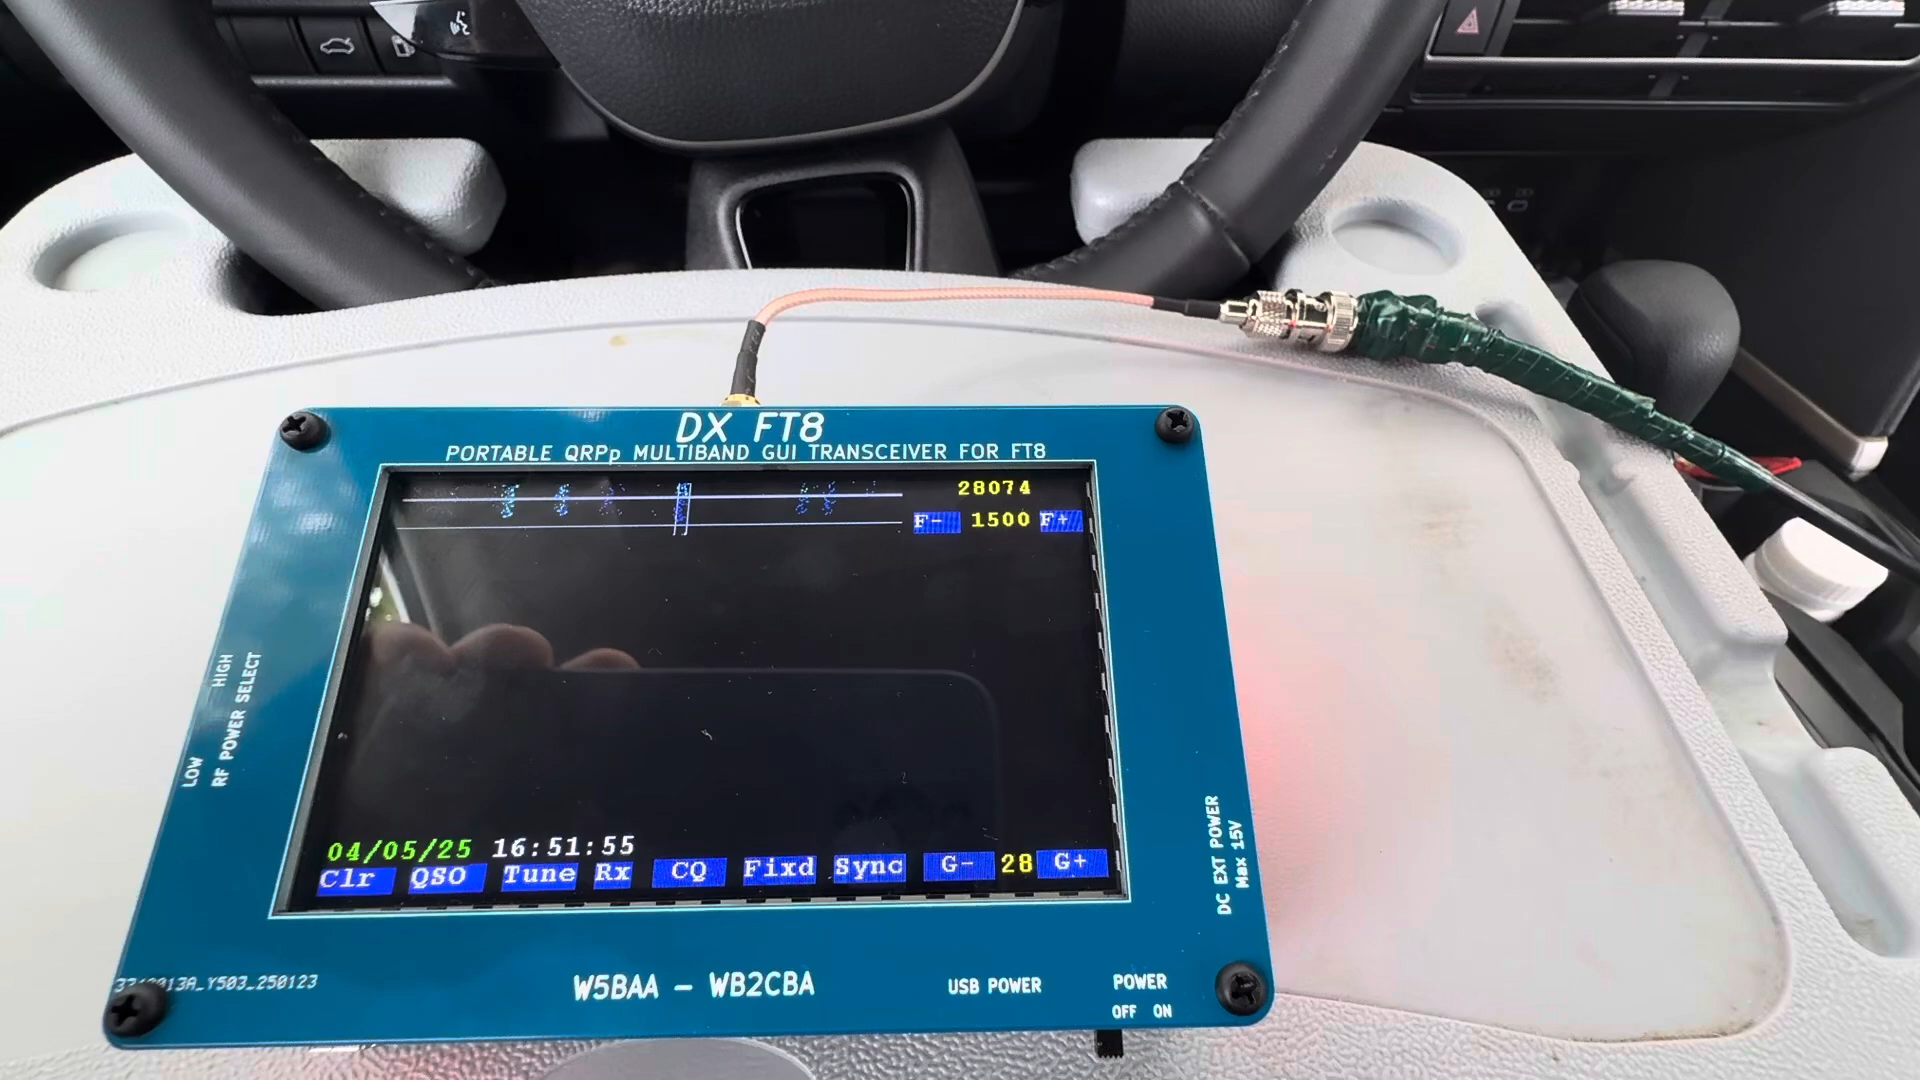 DX FT8
PORTABLE QRPp MULTIBAND GUI TRANSCEIVER FOR FT8
28074
F- 1500 F+
HIGH
LOW
RF POWER SELECT
04/05/25 16:51:55
Clr QSO Tune Rx CQ Fixd Sync G- 28 G+
DC EXT POWER
Max 15V
W5BAA - WB2CBA
USB POWER
POWER
OFF ON